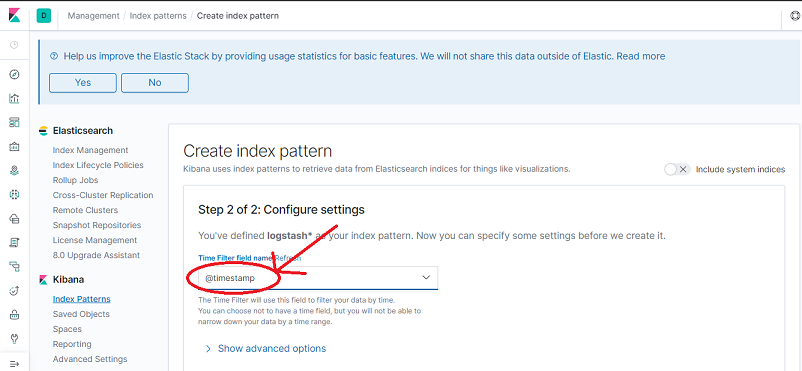 D Management / Index patterns / Create index pattern
Help us improve the Elastic Stack by providing usage statistics for basic features. We will not share this data outside of Elastic. Read more
Yes No
Elasticsearch
Index Management
Index Lifecycle Policies
Rollup Jobs
Cross-Cluster Replication
Remote Clusters
Snapshot Repositories
License Management
8.0 Upgrade Assistant
Kibana
Index Patterns
Saved Objects
Spaces
Reporting
Advanced Settings
Create index pattern
Kibana uses index patterns to retrieve data from Elasticsearch indices for things like visualizations.
Include system indices
Step 2 of 2: Configure settings
You've defined logstash* as your index pattern. Now you can specify some settings before we create it.
Time Filter field name Refresh
@timestamp
The Time Filter will use this field to filter your data by time.
You can choose not to have a time field, but you will not be able to
narrow down your data by a time range.
Show advanced options